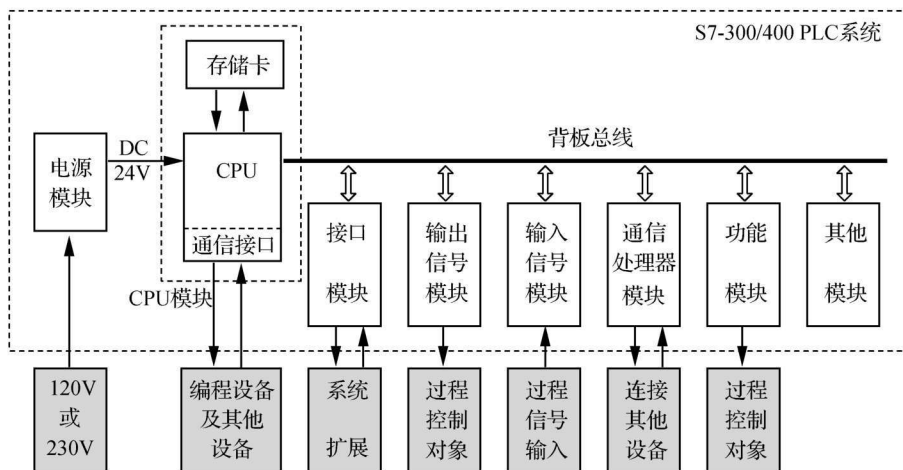 S7-300/400 PLC系统
存储卡
背板总线
DC
24V
电源
模块
CPU
通信接口
CPU模块
接口
模块
输出
信号
模块
输入
信号
模块
通信
处理器
模块
功能
模块
其他
模块
120V
或
230V
编程设备
及其他
设备
系统
扩展
过程
控制
对象
过程
信号
输入
连接
其他
设备
过程
控制
对象